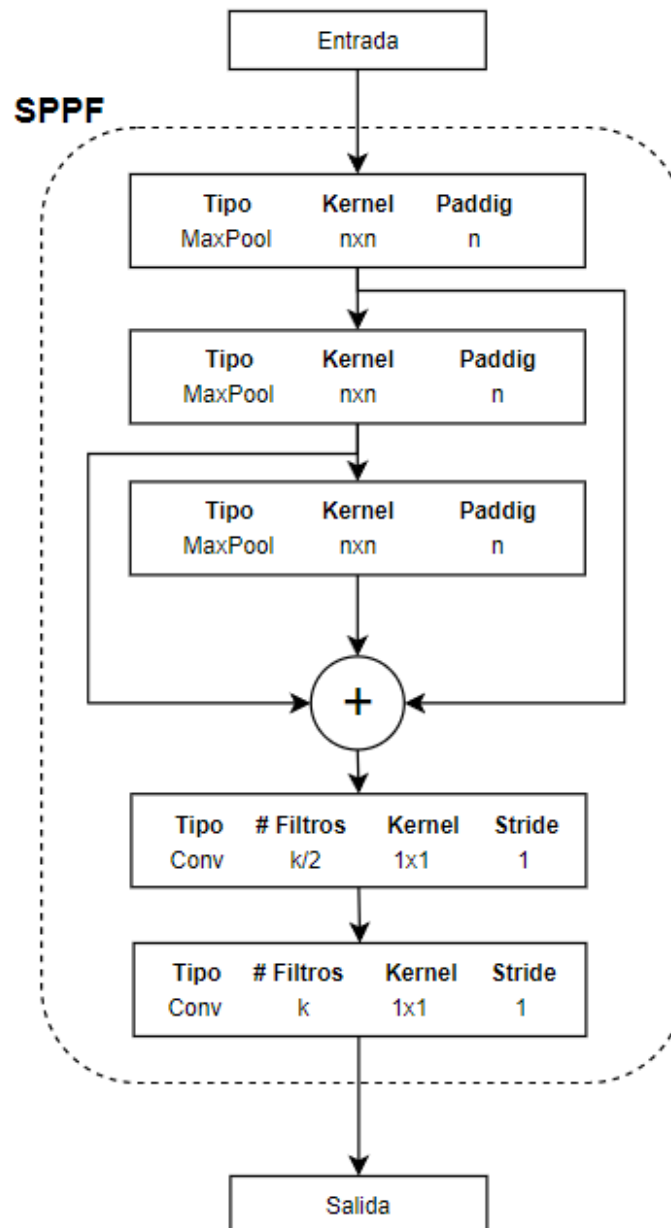 Entrada
SPPF
Tipo Kernel Paddig
MaxPool nxn n
Tipo Kernel Paddig
MaxPool nxn n
Tipo Kernel Paddig
MaxPool nxn n
+
Tipo # Filtros Kernel Stride
Conv k/2 1x1 1
Tipo # Filtros Kernel Stride
Conv k 1x1 1
Salida